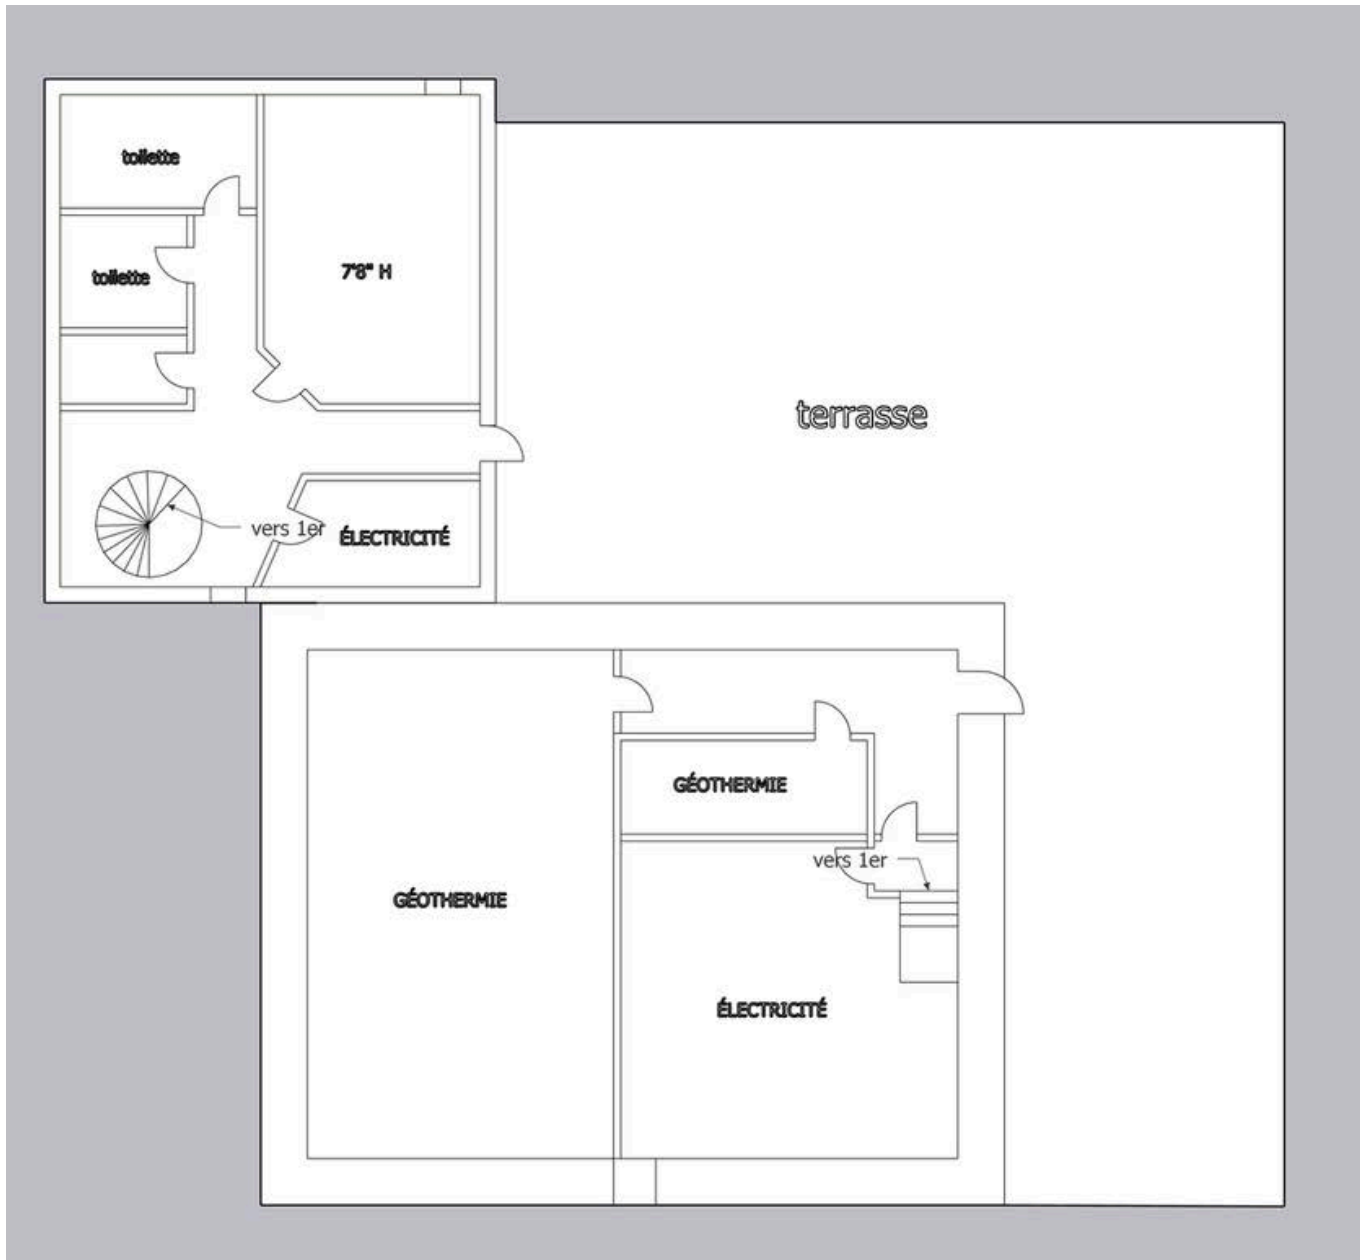 toilette
toilette
7'8" H
terrasse
vers 1er
ÉLECTRICITÉ
GÉOTHERMIE
vers 1er
GÉOTHERMIE
ÉLECTRICITÉ